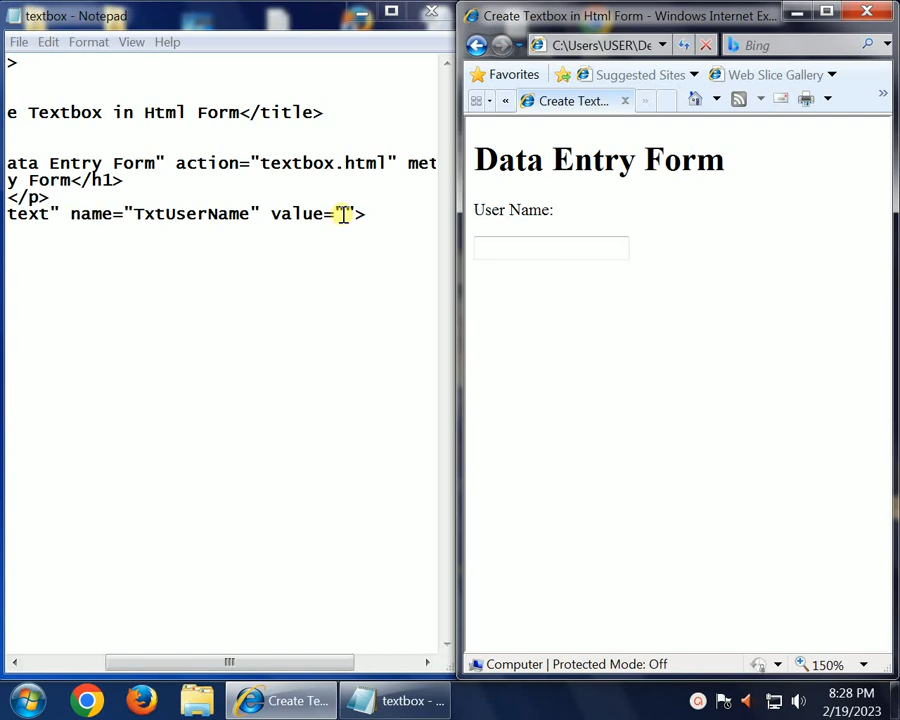 textbox - Notepad
File Edit Format View Help
>
e Textbox in Html Form</title>
ata Entry Form" action="textbox.html" met
y Form</h1>
</p>
text" name="TxtUserName" value="">
Create Textbox in Html Form - Windows Internet Ex...
C:\Users\USER\De
Bing
Favorites Suggested Sites Web Slice Gallery
« Create Text... x » »
Data Entry Form
User Name:
Computer | Protected Mode: Off 150%
Create Te... textbox - ... 8:28 PM
2/19/2023